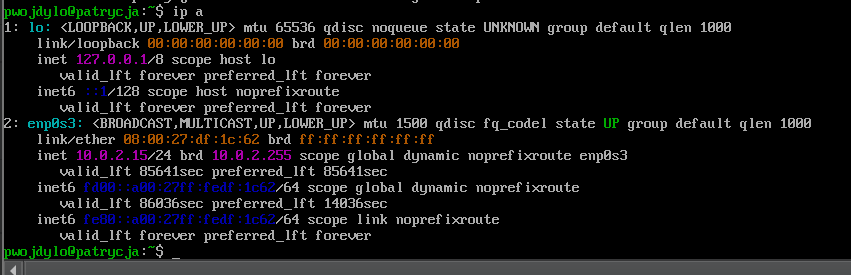 pwojdylo@patrycja:~$ ip a
1: lo: <LOOPBACK,UP,LOWER_UP> mtu 65536 qdisc noqueue state UNKNOWN group default qlen 1000
link/loopback 00:00:00:00:00:00 brd 00:00:00:00:00:00
inet 127.0.0.1/8 scope host lo
valid_lft forever preferred_lft forever
inet6 ::1/128 scope host noprefixroute
valid_lft forever preferred_lft forever
2: enp0s3: <BROADCAST,MULTICAST,UP,LOWER_UP> mtu 1500 qdisc fq_codel state UP group default qlen 1000
link/ether 08:00:27:df:1c:62 brd ff:ff:ff:ff:ff:ff
inet 10.0.2.15/24 brd 10.0.2.255 scope global dynamic noprefixroute enp0s3
valid_lft 85641sec preferred_lft 85641sec
inet6 fd00::a00:27ff:fedf:1c62/64 scope global dynamic noprefixroute
valid_lft 86036sec preferred_lft 14036sec
inet6 fe80::a00:27ff:fedf:1c62/64 scope link noprefixroute
valid_lft forever preferred_lft forever
pwojdylo@patrycja:~$ _